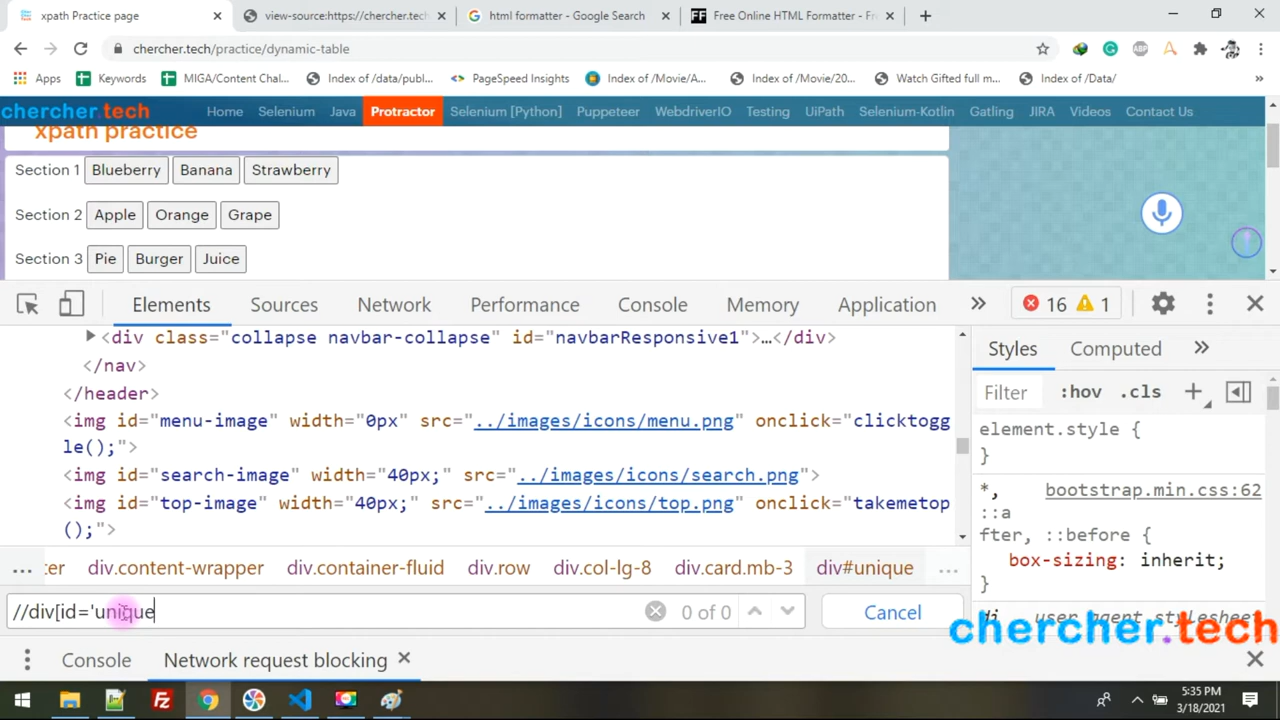 xpath Practice page
view-source:https://chercher.tech
html formatter - Google Search
Free Online HTML Formatter - Fre
chercher.tech/practice/dynamic-table
ABP
Apps
Keywords
MIGA/Content Chal...
Index of /data/publ...
PageSpeed Insights
Index of /Movie/A...
Index of /Movie/20...
Watch Gifted full m...
Index of /Data/
»
chercher.tech
Home
Selenium
Java
Protractor
Selenium [Python]
Puppeteer
WebdriverIO
Testing
UiPath
Selenium-Kotlin
Gatling
JIRA
Videos
Contact Us
xpath practice
Section 1 Blueberry Banana Strawberry
Section 2 Apple Orange Grape
Section 3 Pie Burger Juice
Elements
Sources
Network
Performance
Console
Memory
Application
»
16
1
<div class="collapse navbar-collapse" id="navbarResponsive1">…</div>
</nav>
</header>
<img id="menu-image" width="0px" src="../images/icons/menu.png" onclick="clicktogg
le();">
<img id="search-image" width="40px;" src="../images/icons/search.png">
<img id="top-image" width="40px;" src="../images/icons/top.png" onclick="takemetop
();">
Styles
Computed
»
Filter
:hov
.cls
element.style {
}
*, bootstrap.min.css:62
::a
fter, ::before {
box-sizing: inherit;
}
di user agent stylesheet
... ter div.content-wrapper div.container-fluid div.row div.col-lg-8 div.card.mb-3 div#unique ...
//div[id='unique
0 of 0
Cancel
chercher.tech
Console
Network request blocking
5:35 PM
3/18/2021